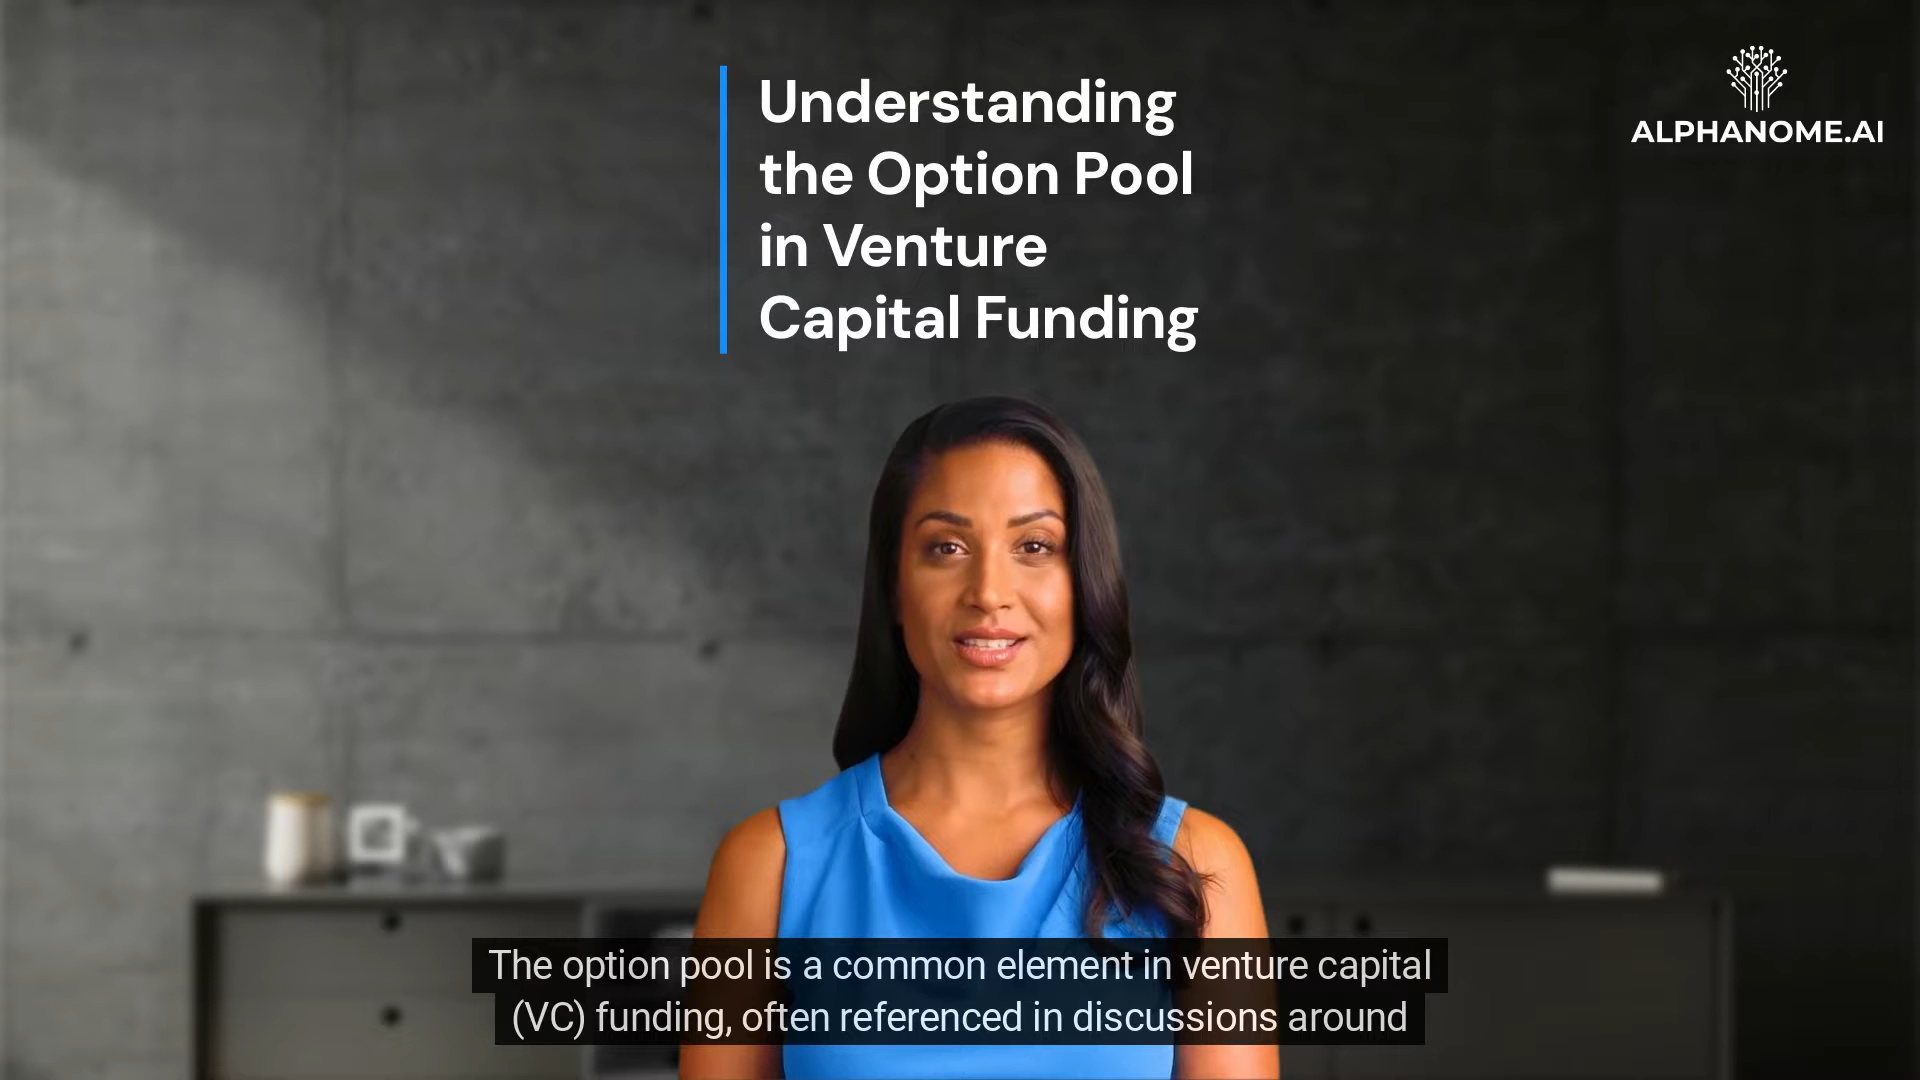 Understanding
the Option Pool
in Venture
Capital Funding
ALPHANOME.AI
The option pool is a common element in venture capital
(VC) funding, often referenced in discussions around